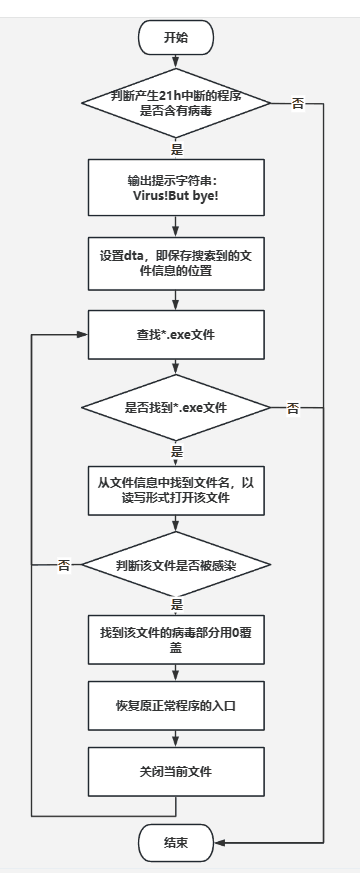 开始
判断产生21h中断的程序
是否含有病毒
否
是
输出提示字符串：
Virus!But bye!
设置dta，即保存搜索到的文
件信息的位置
查找*.exe文件
是否找到*.exe文件
否
是
从文件信息中找到文件名，以
读写形式打开该文件
判断该文件是否被感染
否
是
找到该文件的病毒部分用0覆
盖
恢复原正常程序的入口
关闭当前文件
结束